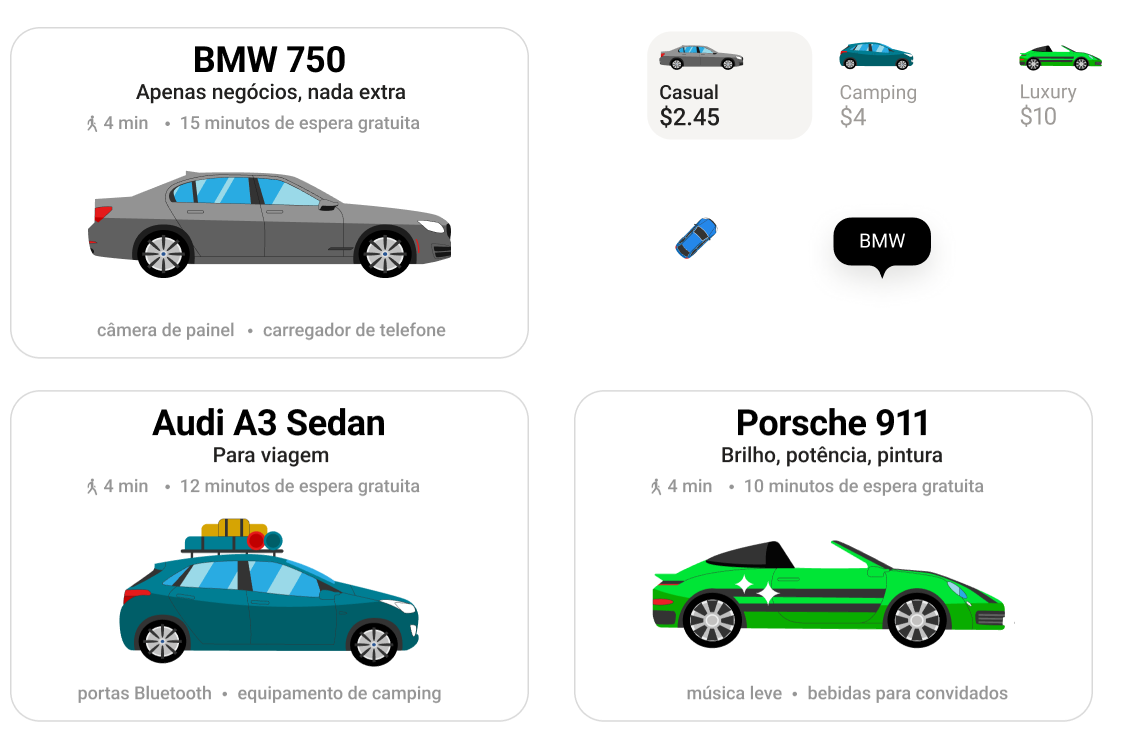 BMW 750
Apenas negócios, nada extra
4 min • 15 minutos de espera gratuita
câmera de painel • carregador de telefone
Casual
$2.45
Camping
$4
Luxury
$10
BMW
Audi A3 Sedan
Para viagem
4 min • 12 minutos de espera gratuita
portas Bluetooth • equipamento de camping
Porsche 911
Brilho, potência, pintura
4 min • 10 minutos de espera gratuita
música leve • bebidas para convidados